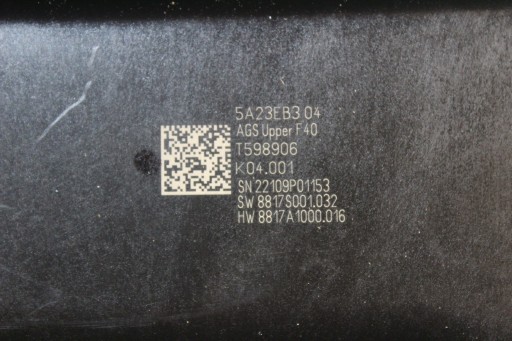 5A23EB3 04
AGS Upper F40
T598906
K04.001
SN 22109P01153
SW 8817S001.032
HW 8817A1000.016